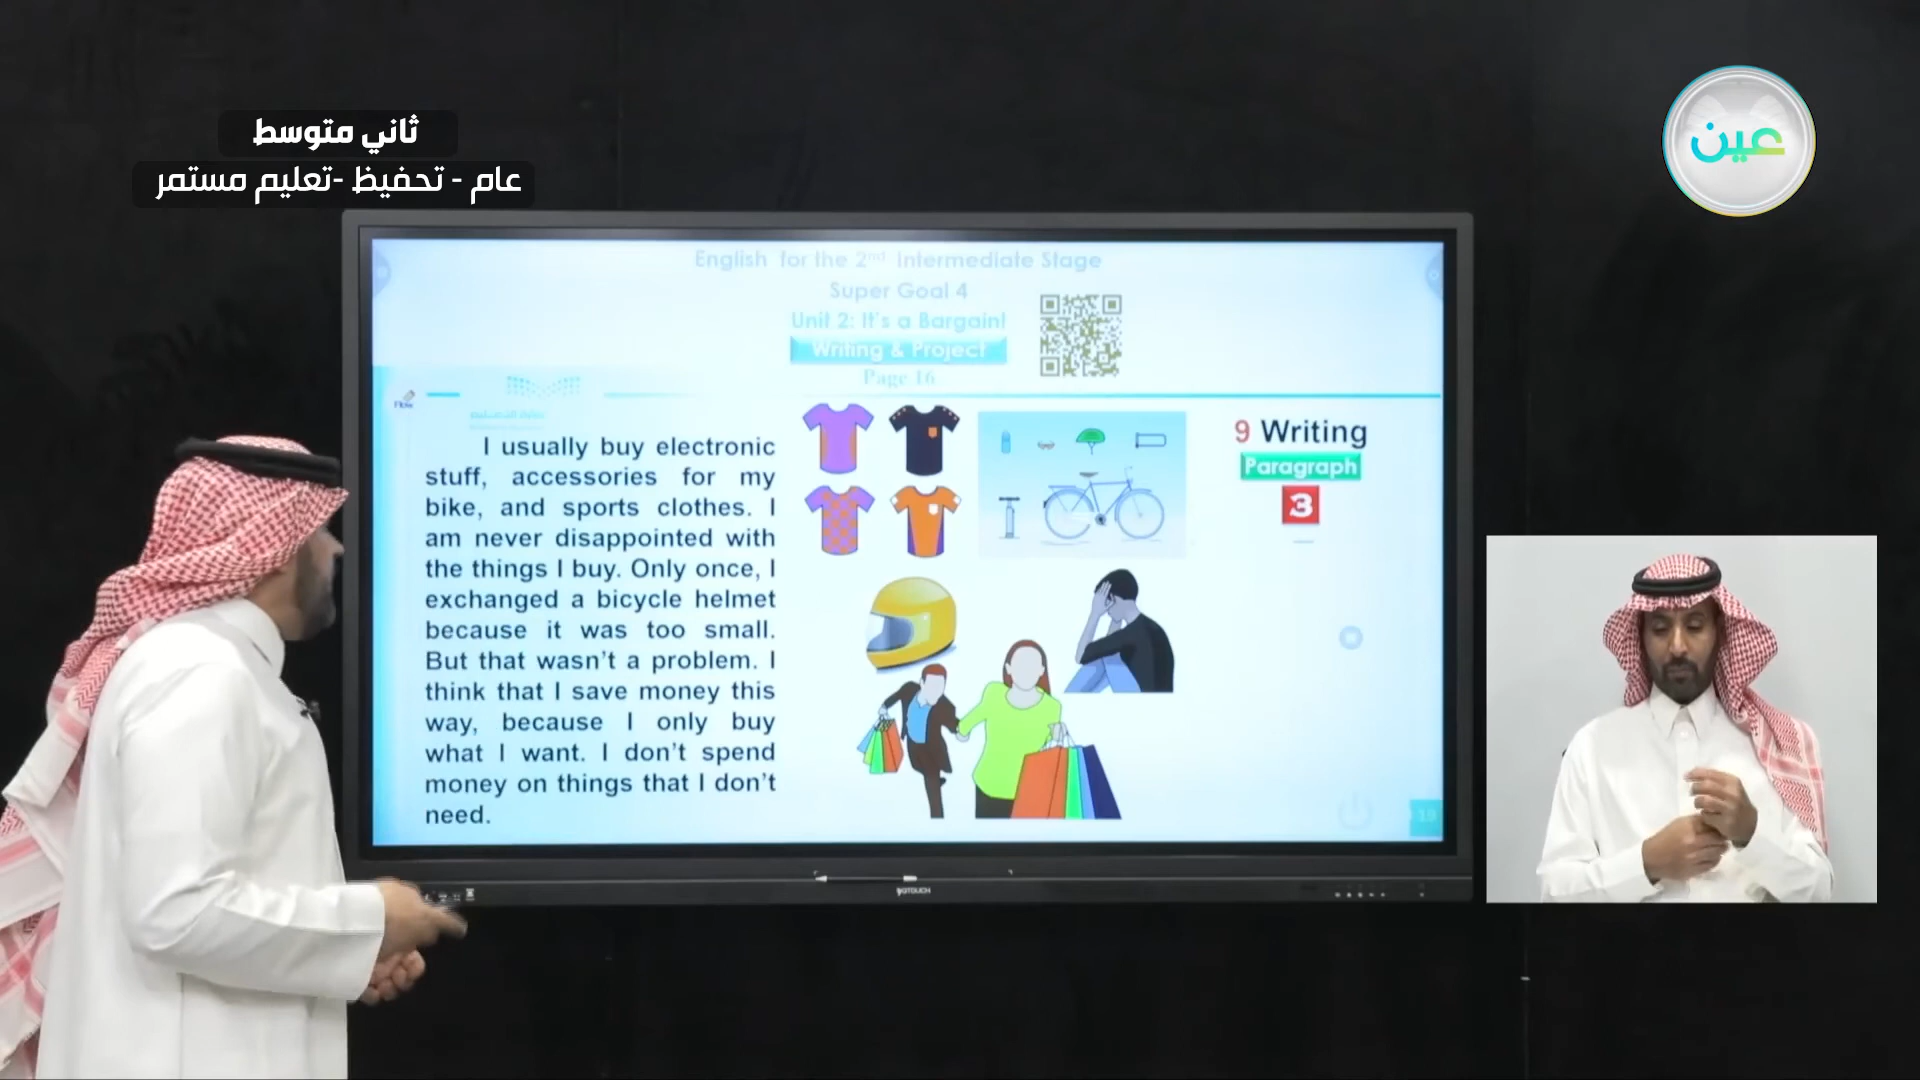 ثاني متوسط
عام - تحفيظ -تعليم مستمر
عين
English for the 2nd Intermediate Stage
Super Goal 4
Unit 2: It's a Bargain!
Writing & Project
Page 16
I usually buy electronic
stuff, accessories for my
bike, and sports clothes. I
am never disappointed with
the things I buy. Only once, I
exchanged a bicycle helmet
because it was too small.
But that wasn't a problem. I
think that I save money this
way, because I only buy
what I want. I don't spend
money on things that I don't
need.
9 Writing
Paragraph
3
19